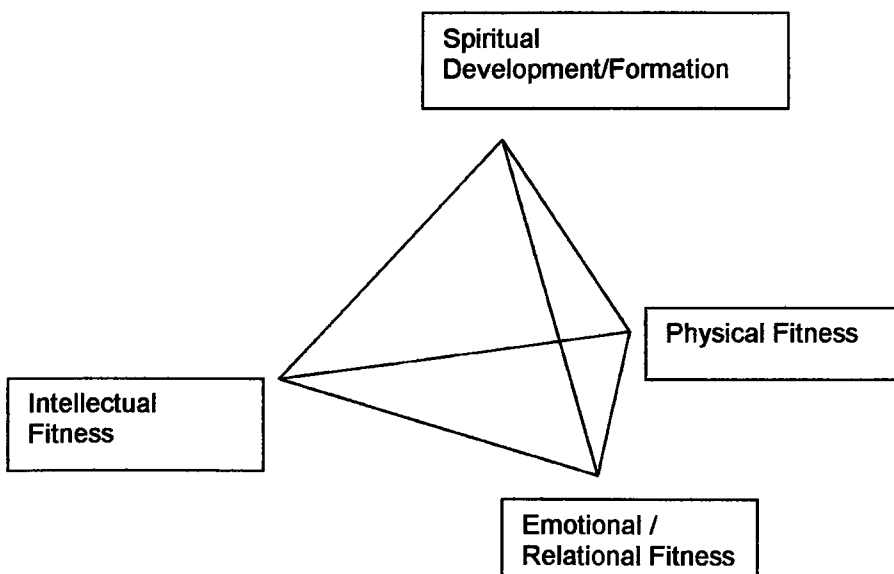 Spiritual
Development/Formation
Physical Fitness
Intellectual
Fitness
Emotional /
Relational Fitness